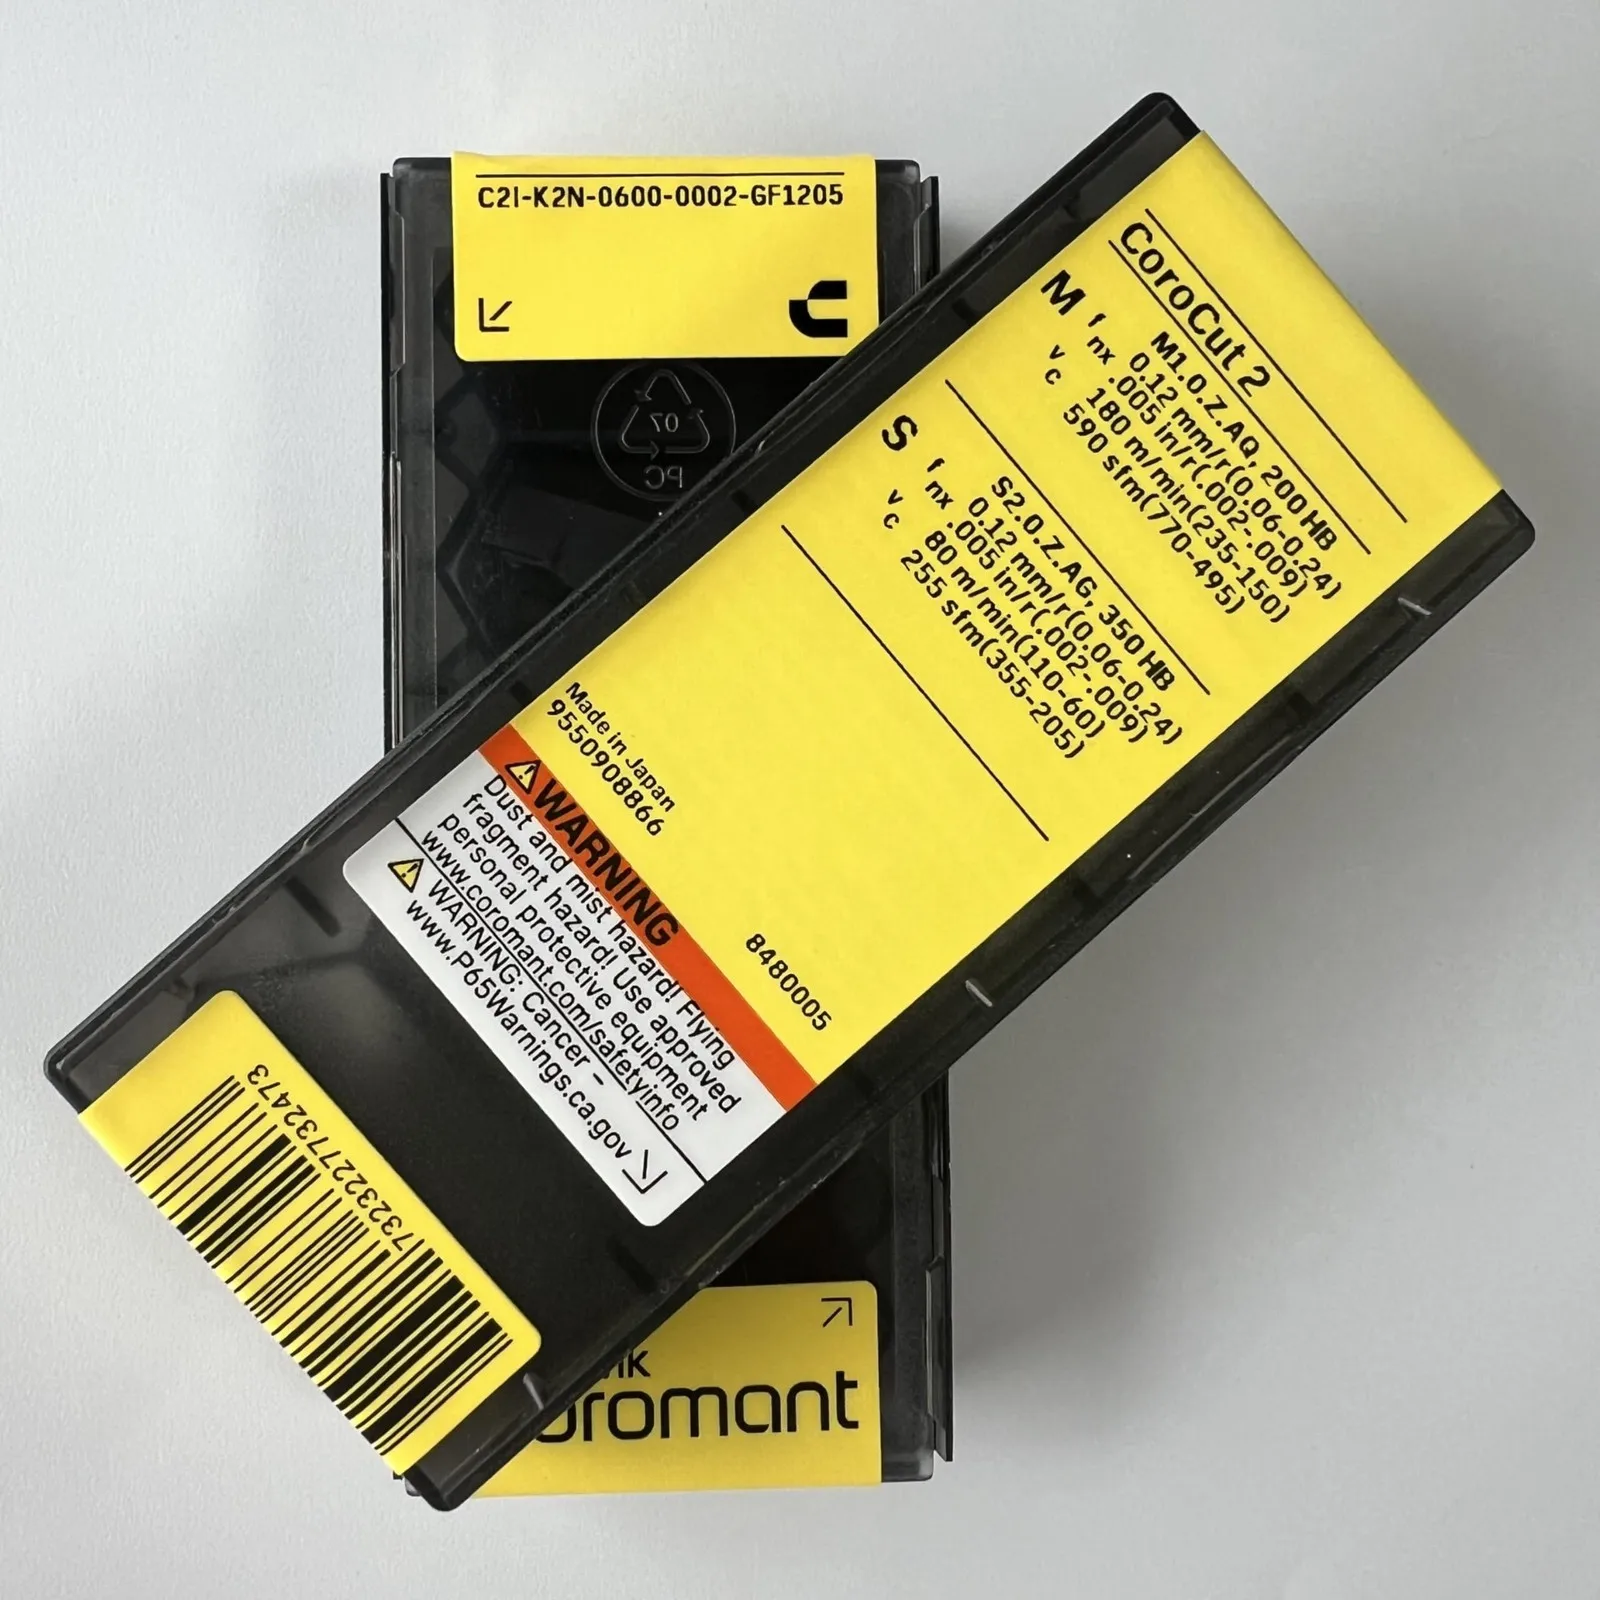 C2I-K2N-0600-0002-GF1205
07
PC
CoroCut 2
M M1.0.Z.AQ, 200 HB
fnx 0.12 mm/r(0.06-0.24)
.005 in/r(.002-.009)
vc 180 m/min(235-150)
590 sfm(770-495)
S S2.0.Z.AG, 350 HB
fnx 0.12 mm/r(0.06-0.24)
.005 in/r(.002-.009)
vc 80 m/min(110-60)
255 sfm(355-205)
Made in Japan
9550908866
8480005
WARNING
Dust and mist hazard! Flying
fragment hazard! Use approved
personal protective equipment
www.coromant.com/safetyinfo
WARNING: Cancer –
www.P65Warnings.ca.gov
7323227732473